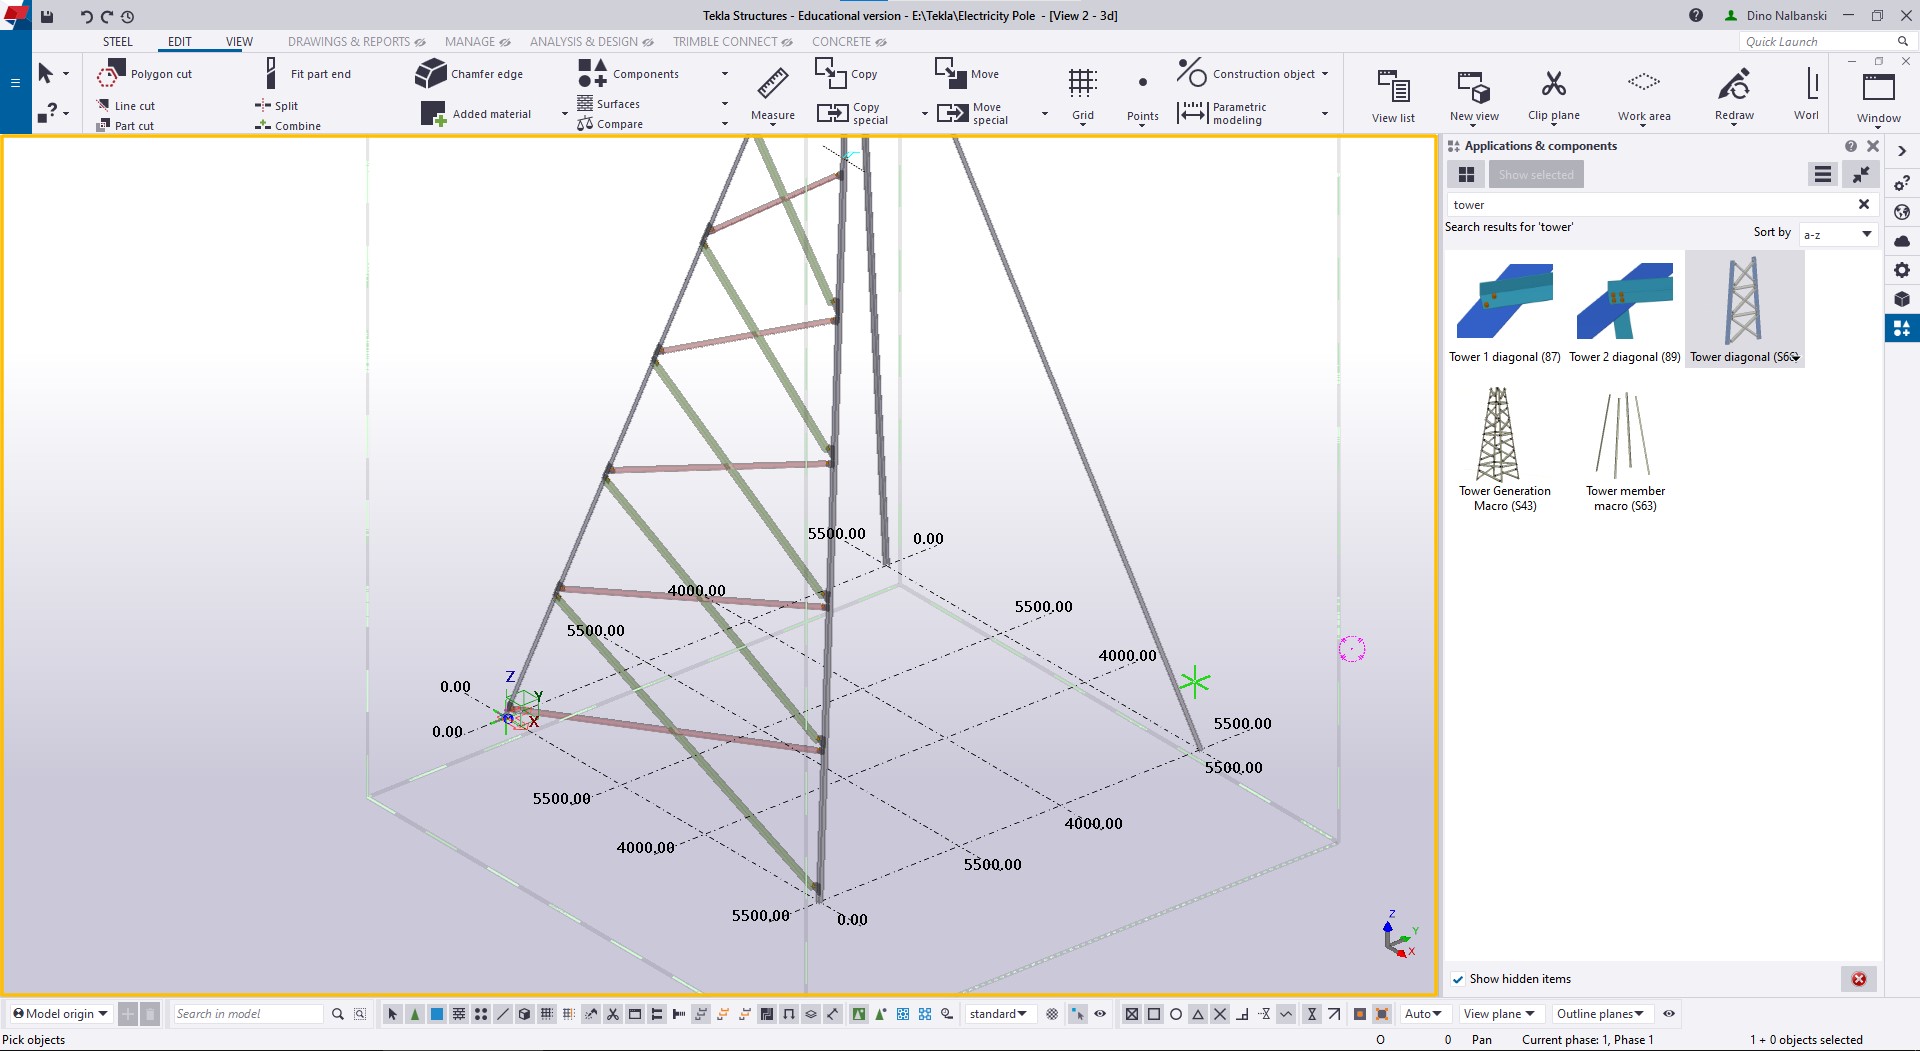 Tekla Structures - Educational version - E:\Tekla\Electricity Pole - [View 2 - 3d]
Dino Nalbanski
STEEL EDIT VIEW DRAWINGS & REPORTS MANAGE ANALYSIS & DESIGN TRIMBLE CONNECT CONCRETE
Quick Launch
Polygon cut
Line cut
Part cut
Fit part end
Split
Combine
Chamfer edge
Added material
Components
Surfaces
Compare
Measure
Copy
Copy special
Move
Move special
Grid
Points
Construction object
Parametric modeling
View list
New view
Clip plane
Work area
Redraw
Worl
Window
Applications & components
Show selected
tower
Search results for 'tower'
Sort by
a-z
Tower 1 diagonal (87)
Tower 2 diagonal (89)
Tower diagonal (S66)
Tower Generation
Macro (S43)
Tower member
macro (S63)
5500.00
0.00
4000.00
5500.00
5500.00
4000.00
Z
0.00
Y
X
0.00
5500.00
5500.00
5500.00
4000.00
4000.00
5500.00
5500.00
0.00
Z
Y
X
Show hidden items
Model origin
Search in model
standard
Auto
View plane
Outline planes
Pick objects
O
0
Pan
Current phase: 1, Phase 1
1 + 0 objects selected